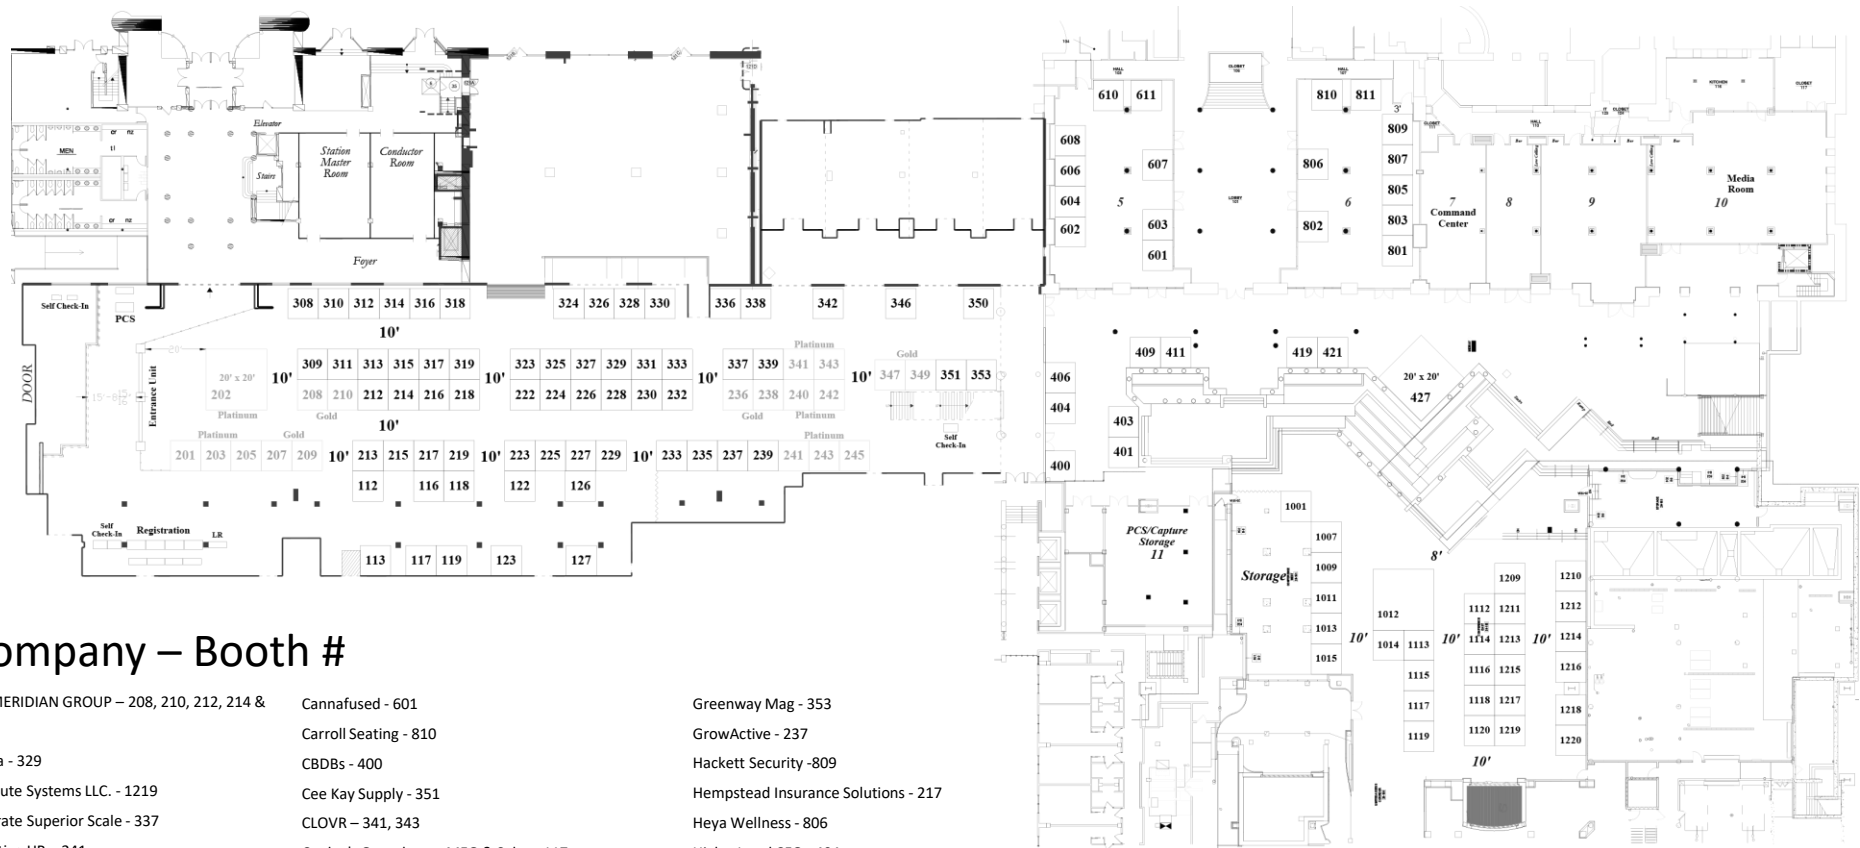 HALL
CLOSET
HALL
KITCHEN
CLOSET
610 611
810 811
3'
809
Elevator
MEN
Station
Master
Room
Conductor
Room
Stairs
608
607
606
604
603
602
601
5
LOBBY
806
807
805
6
802
803
801
7
Command
Center
8
9
Media
Room
10
Foyer
Self Check-In
PCS
308 310 312 314 316 318
324 326 328 330
336 338
342
346
350
10'
DOOR
Entrance Unit
20' x 20'
202
Platinum
10'
309 311 313 315 317 319
208 210 212 214 216 218
Gold
10'
10'
323 325 327 329 331 333
222 224 226 228 230 232
10'
Platinum
337 339 341 343
236 238 240 242
Gold
Platinum
10'
Gold
347 349 351 353
Self
Check-In
406
404
400
409 411
419 421
403
401
20' x 20'
427
Platinum
Gold
201 203 205 207 209
10'
213 215 217 219
112 116 118
10'
223 225 227 229
122 126
10'
233 235 237 239 241 243 245
Platinum
Self
Check-In
Registration
LR
113 117 119 123 127
PCS/Capture
Storage
11
Storage
1001
1007
1009
1011
1013
1015
8'
10'
1012
1014 1113
1115
1117
1119
10'
1209
1112 1211
1114 1213
1116 1215
1118 1217
1120 1219
10'
10'
1210
1212
1214
1216
1218
1220
ompany – Booth #
MERIDIAN GROUP – 208, 210, 212, 214 &
a - 329
ute Systems LLC. - 1219
rate Superior Scale - 337
Cannafused - 601
Carroll Seating - 810
CBDBs - 400
Cee Kay Supply - 351
CLOVR – 341, 343
Greenway Mag - 353
GrowActive - 237
Hackett Security -809
Hempstead Insurance Solutions - 217
Heya Wellness - 806